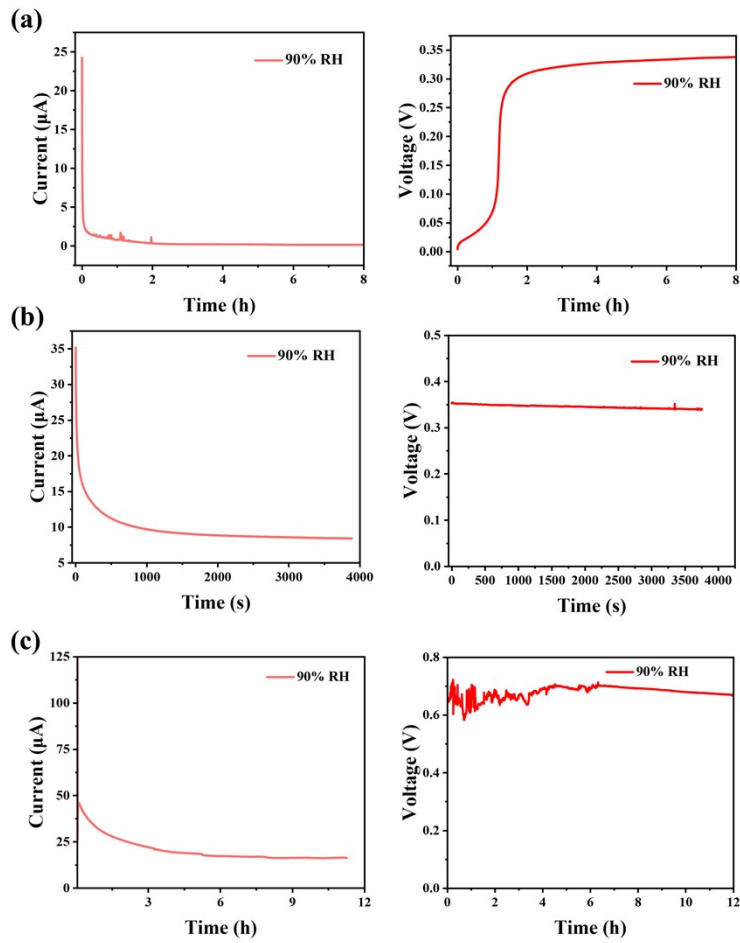 (a)
25
20
15
10
5
0
Current (μA)
90% RH
0 2 4 6 8
Time (h)
0.35
0.30
0.25
0.20
0.15
0.10
0.05
0.00
Voltage (V)
90% RH
0 2 4 6 8
Time (h)
(b)
35
30
25
20
15
10
5
Current (μA)
90% RH
0 1000 2000 3000 4000
Time (s)
0.5
0.4
0.3
0.2
0.1
0.0
Voltage (V)
90% RH
0 500 1000 1500 2000 2500 3000 3500 4000
Time (s)
(c)
125
100
75
50
25
0
Current (μA)
90% RH
3 6 9 12
Time (h)
0.8
0.6
0.4
0.2
0.0
Voltage (V)
90% RH
0 2 4 6 8 10 12
Time (h)